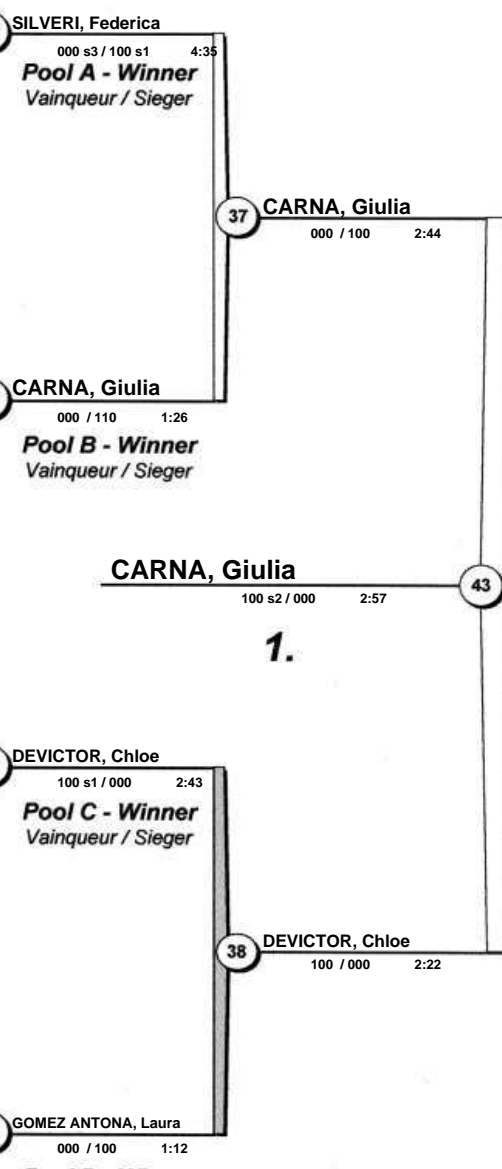 SILVERI, Federica
000 s3 / 100 s1 4:35
Pool A - Winner
Vainqueur / Sieger
37
CARNA, Giulia
000 / 100 2:44
CARNA, Giulia
000 / 110 1:26
Pool B - Winner
Vainqueur / Sieger
CARNA, Giulia
43
100 s2 / 000 2:57
1.
DEVICTOR, Chloe
100 s1 / 000 2:43
Pool C - Winner
Vainqueur / Sieger
38
DEVICTOR, Chloe
100 / 000 2:22
GOMEZ ANTONA, Laura
000 / 100 1:12